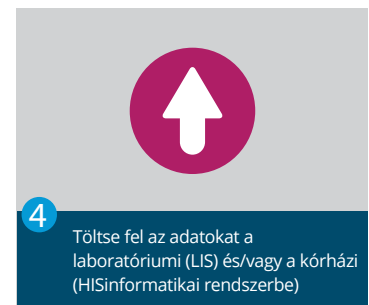 4
Töltse fel az adatokat a
laboratóriumi (LIS) és/vagy a kórházi
(HISinformatikai rendszerbe)